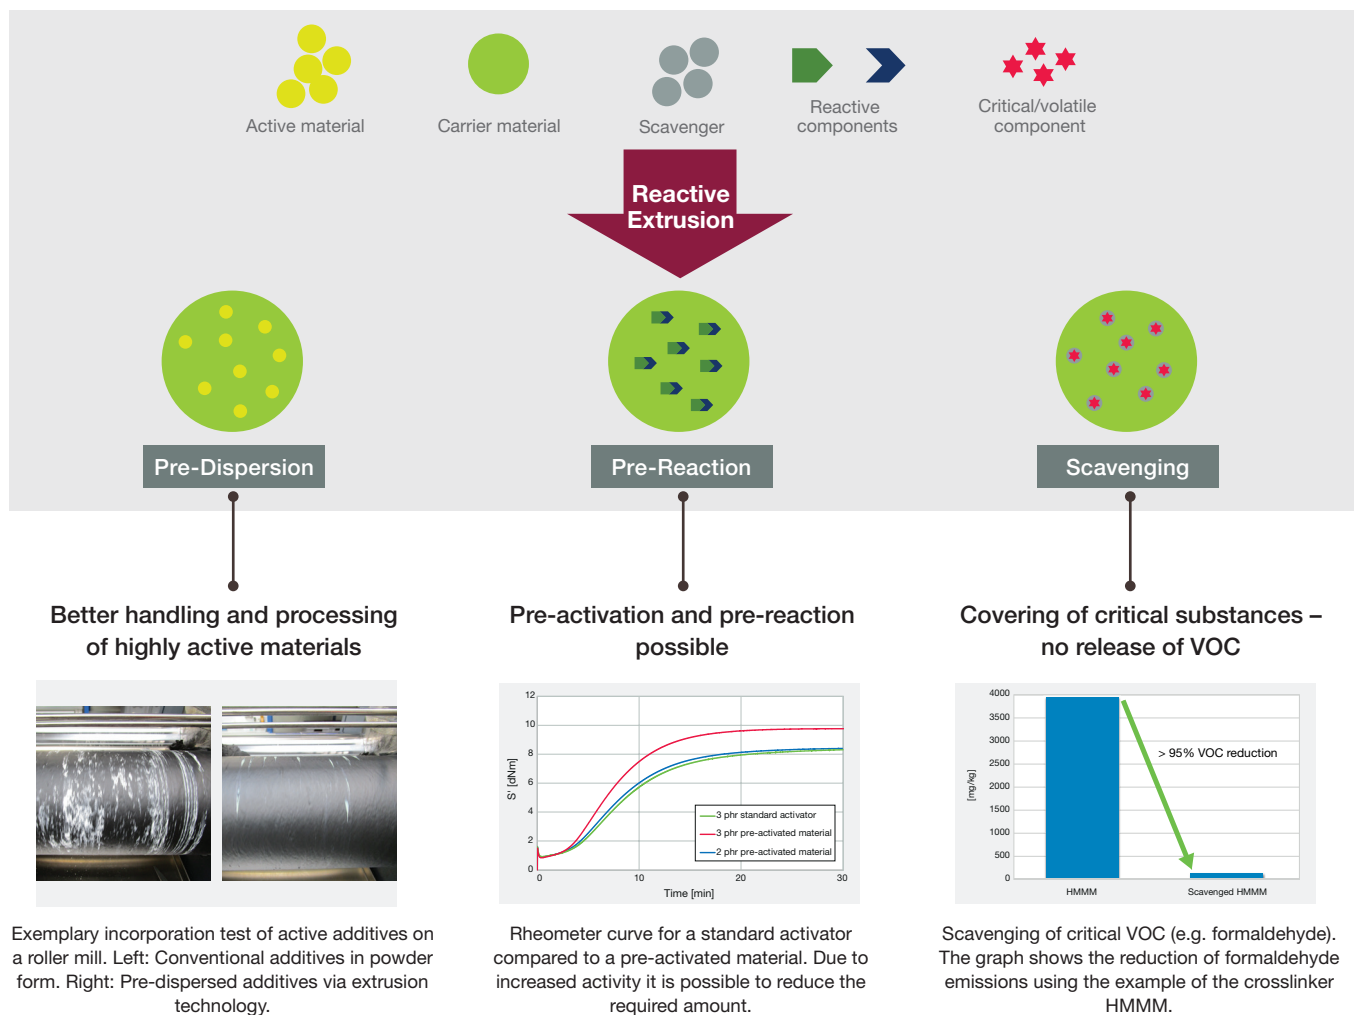 Active material
Carrier material
Scavenger
Reactive
components
Critical/volatile
component
Reactive
Extrusion
Pre-Dispersion
Pre-Reaction
Scavenging
Better handling and processing
of highly active materials
Pre-activation and pre-reaction
possible
Covering of critical substances –
no release of VOC
12
10
8
6
4
2
0
S' [dNm]
3 phr standard activator
3 phr pre-activated material
2 phr pre-activated material
0
10
20
30
Time [min]
4000
3500
3000
2500
2000
1500
1000
500
0
[mg/kg]
> 95% VOC reduction
HMMM
Scavenged HMMM
Exemplary incorporation test of active additives on
a roller mill. Left: Conventional additives in powder
form. Right: Pre-dispersed additives via extrusion
technology.
Rheometer curve for a standard activator
compared to a pre-activated material. Due to
increased activity it is possible to reduce the
required amount.
Scavenging of critical VOC (e.g. formaldehyde).
The graph shows the reduction of formaldehyde
emissions using the example of the crosslinker
HMMM.